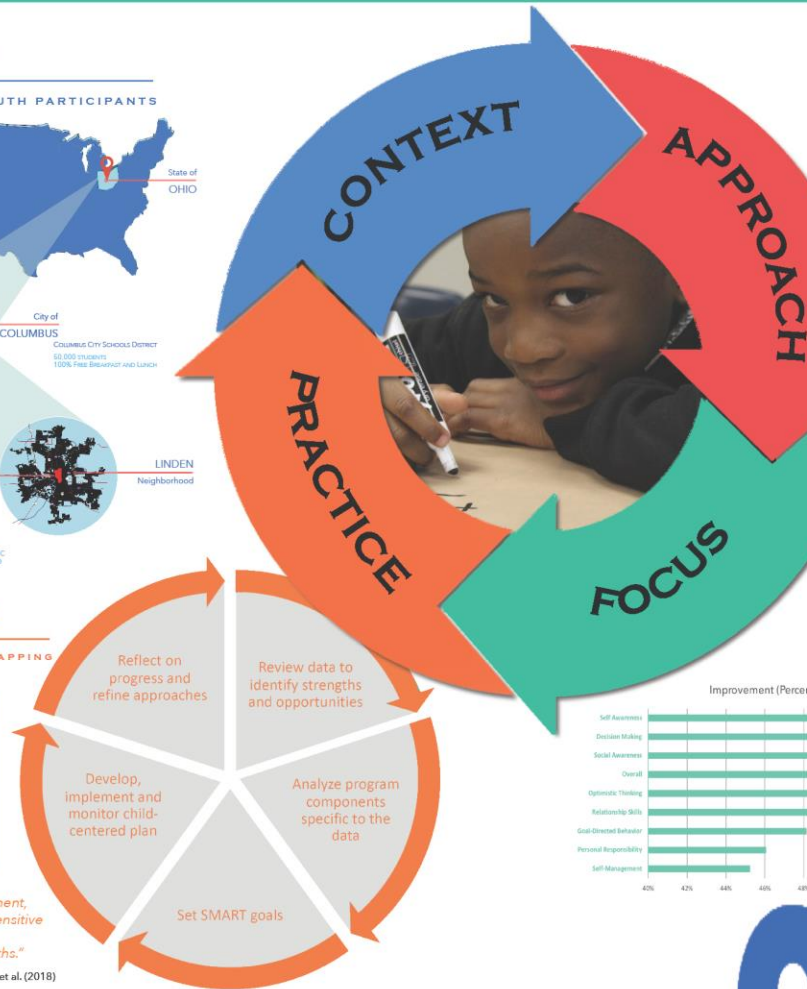 UTH PARTICIPANTS
State of
OHIO
City of
COLUMBUS
COLUMBUS CITY SCHOOLS DISTRICT
60,000 STUDENTS
100% FREE BREAKFAST AND LUNCH
LINDEN
Neighborhood
CONTEXT
APPROACH
FOCUS
PRACTICE
APPING
Reflect on
progress and
refine approaches
Review data to
identify strengths
and opportunities
Develop,
implement and
monitor child-
centered plan
Analyze program
components
specific to the
data
Set SMART goals
ent,
nsitive
ths."
et al. (2018)
Improvement (Percen
Self Awareness
Decision Making
Social Awareness
Overall
Optimistic Thinking
Relationship Skills
Goal-Directed Behavior
Personal Responsibility
Self-Management
40% 42% 44% 46% 48%